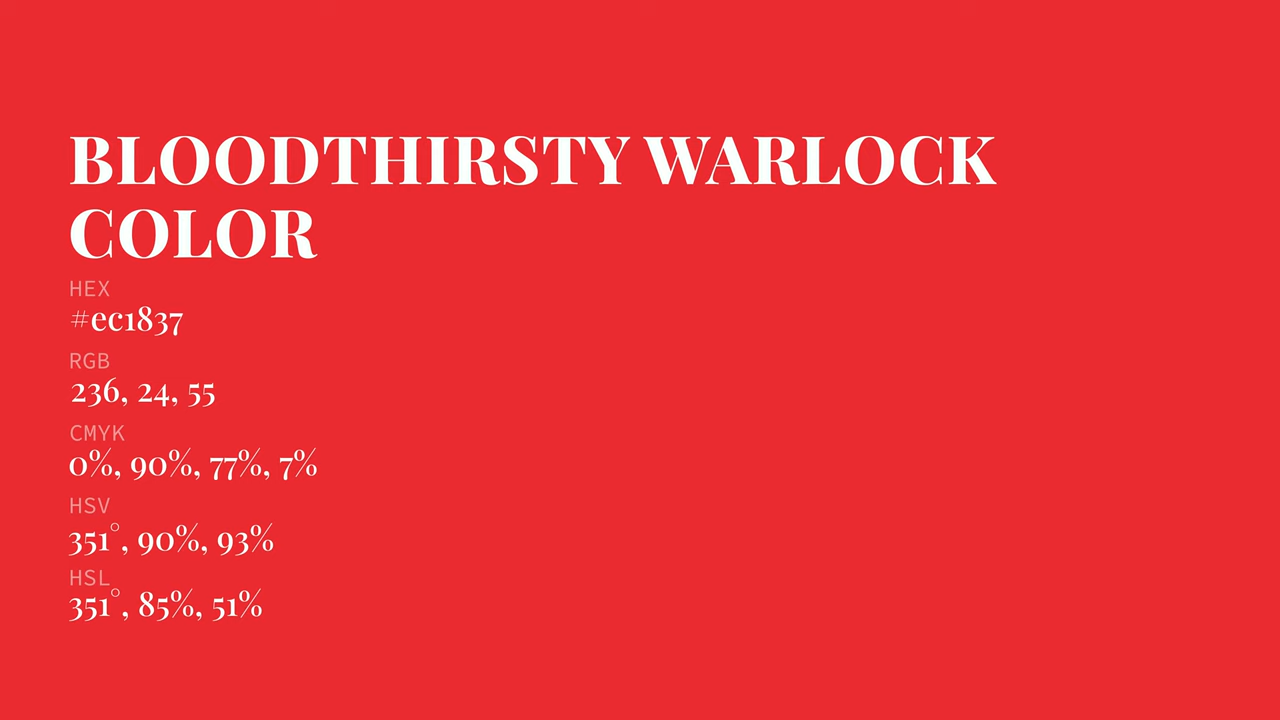 BLOODTHIRSTY WARLOCK
COLOR
HEX
#ec1837
RGB
236, 24, 55
CMYK
0%, 90%, 77%, 7%
HSV
351°, 90%, 93%
HSL
351°, 85%, 51%